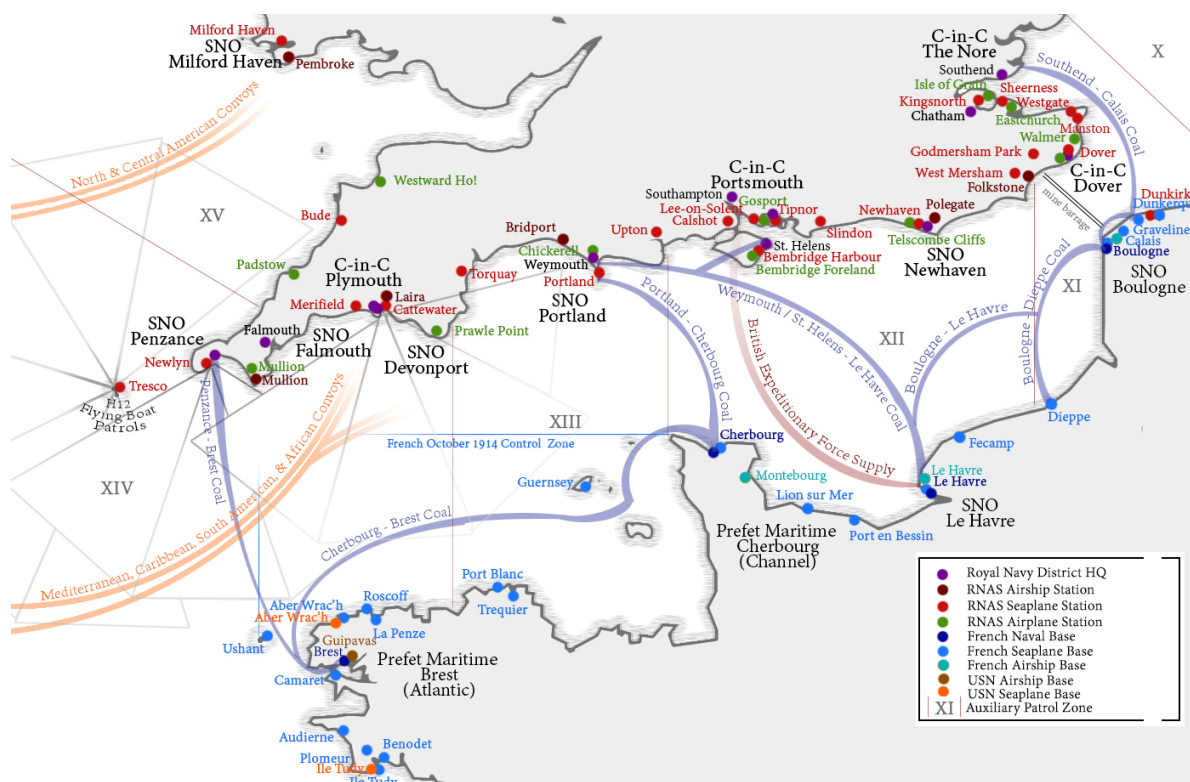 Milford Haven
SNO
Milford Haven
Pembroke
C-in-C
The Nore
Southend
X
Southend - Calais Coal
Isle of Grain
Sheerness
Kingsnorth
Westgate
Chatham
Eastchurch
Manston
Walmer
Godmersham Park
Dover
West Mersham
C-in-C
Dover
Folkstone
mine barrage
Dunkirk
Dunkerqu
Graveline
Calais
Boulogne
SNO
Boulogne
XI
North & Central American Convoys
XV
Westward Ho!
Bude
Padstow
C-in-C
Portsmouth
Southampton
Gosport
Lee-on-Solent
Tipnor
Calshot
Slindon
Newhaven
Polegate
Telscombe Cliffs
SNO
Newhaven
Upton
St. Helens
Bembridge Harbour
Bembridge Foreland
Bridport
Chickerell
Weymouth
Portland
SNO
Portland
Torquay
C-in-C
Plymouth
Laira
Merifield
Cattewater
Prawle Point
SNO
Devonport
SNO
Falmouth
Falmouth
SNO
Penzance
Newlyn
Mullion
Mullion
Tresco
H12
Flying Boat
Patrols
Penzance - Brest Coal
Portland - Cherbourg Coal
Weymouth / St. Helens - Le Havre Coal
British Expeditionary Force Supply
XII
Boulogne - Le Havre
Boulogne - Dieppe Coal
Dieppe
Fecamp
Le Havre
Le Havre
SNO
Le Havre
XIII
French October 1914 Control Zone
Cherbourg
Montebourg
Lion sur Mer
Port en Bessin
Prefet Maritime
Cherbourg
(Channel)
Guernsey
XIV
Mediterranean, Caribbean, South American, & African Convoys
Cherbourg - Brest Coal
Port Blanc
Trequier
Roscoff
Aber Wrac'h
Aber Wrac'h
La Penze
Ushant
Guipavas
Brest
Camaret
Prefet Maritime
Brest
(Atlantic)
Audierne
Benodet
Plomeur
Ile Tudy
Ile Tudy
Royal Navy District HQ
RNAS Airship Station
RNAS Seaplane Station
RNAS Airplane Station
French Naval Base
French Seaplane Base
French Airship Base
USN Airship Base
USN Seaplane Base
XI Auxiliary Patrol Zone